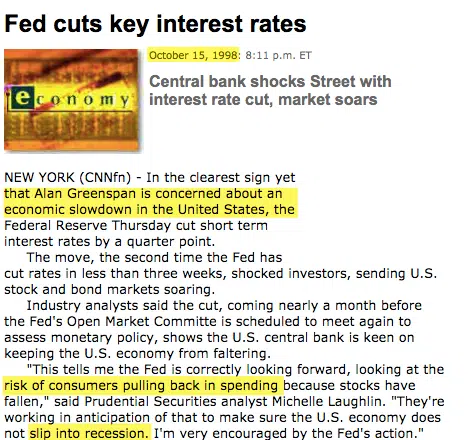 Fed cuts key interest rates
October 15, 1998: 8:11 p.m. ET
Central bank shocks Street with
interest rate cut, market soars
economy
NEW YORK (CNNfn) - In the clearest sign yet
that Alan Greenspan is concerned about an
economic slowdown in the United States, the
Federal Reserve Thursday cut short term
interest rates by a quarter point.
The move, the second time the Fed has
cut rates in less than three weeks, shocked investors, sending U.S.
stock and bond markets soaring.
Industry analysts said the cut, coming nearly a month before
the Fed's Open Market Committe is scheduled to meet again to
assess monetary policy, shows the U.S. central bank is keen on
keeping the U.S. economy from faltering.
"This tells me the Fed is correctly looking forward, looking at the
risk of consumers pulling back in spending because stocks have
fallen," said Prudential Securities analyst Michelle Laughlin. "They're
working in anticipation of that to make sure the U.S. economy does
not slip into recession. I'm very encouraged by the Fed's action."